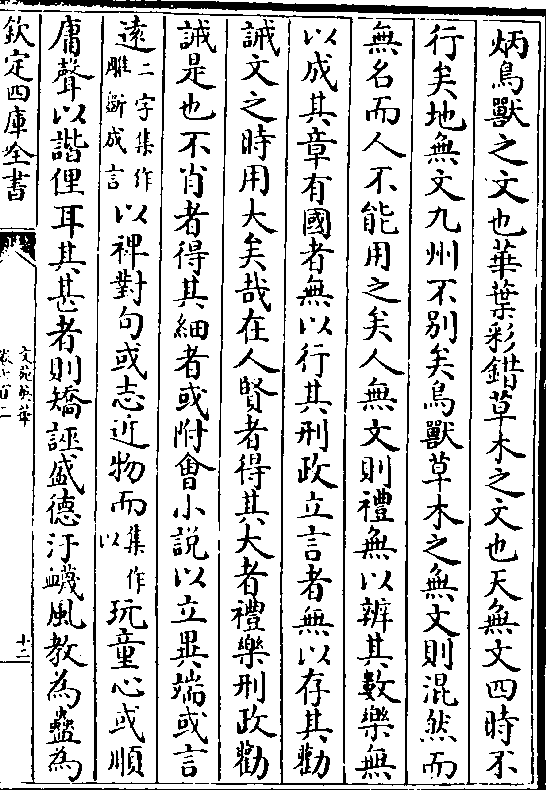 炳鳥獸之文也華葉彩錯草木之文也天無文四時不
行矣地無文九州不别矣鳥獸草木之無文則混然而
無名而人不能用之矣人無文則禮無以辨其數樂無
以成其章有國者無以行其刑政立言者無以存其勸
誡文之時用大矣哉在人賢者得其大者禮樂刑政勸
誡是也不肖者得其細者或附會小說以立異端或言
遠二字集作雕斷成言以裨對句或志近物而集作以玩童心或順
庸聲以諧俚耳其甚者則矯誣盛德汙衊風教為蠱為
欽定四庫全書
文苑英華
卷七百二
十二